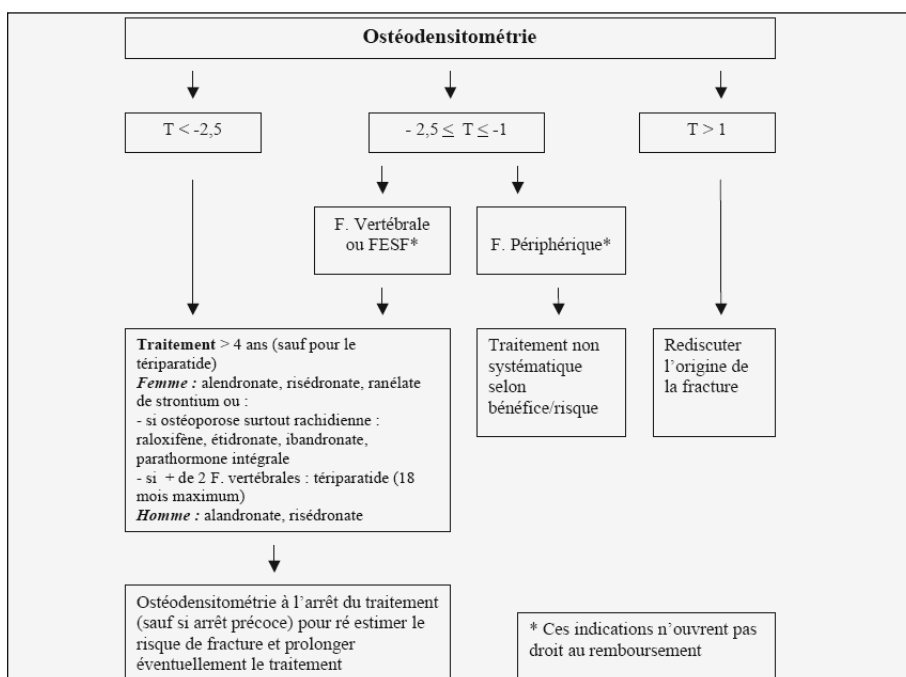 Ostéodensitométrie
T < -2,5
- 2,5 ≤ T ≤ -1
T > 1
F. Vertébrale
ou FESF*
F. Périphérique*
Traitement > 4 ans (sauf pour le
tériparatide)
Femme : alendronate, risédronate, ranélate
de strontium ou :
- si ostéoporose surtout rachidienne :
raloxifène, étidronate, ibandronate,
parathormone intégrale
- si + de 2 F. vertébrales : tériparatide (18
mois maximum)
Homme : alandronate, risédronate
Traitement non
systématique
selon
bénéfice/risque
Rediscuter
l'origine de
la fracture
Ostéodensitométrie à l'arrêt du traitement
(sauf si arrêt précoce) pour ré estimer le
risque de fracture et prolonger
éventuellement le traitement
* Ces indications n'ouvrent pas
droit au remboursement